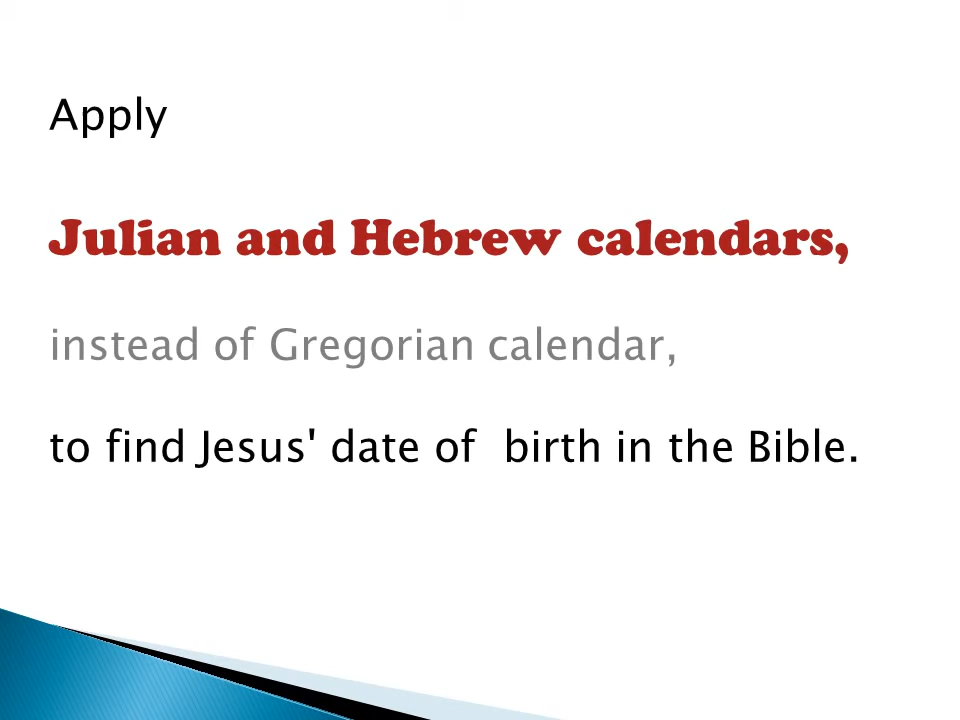 Apply
Julian and Hebrew calendars,
instead of Gregorian calendar,
to find Jesus' date of  birth in the Bible.